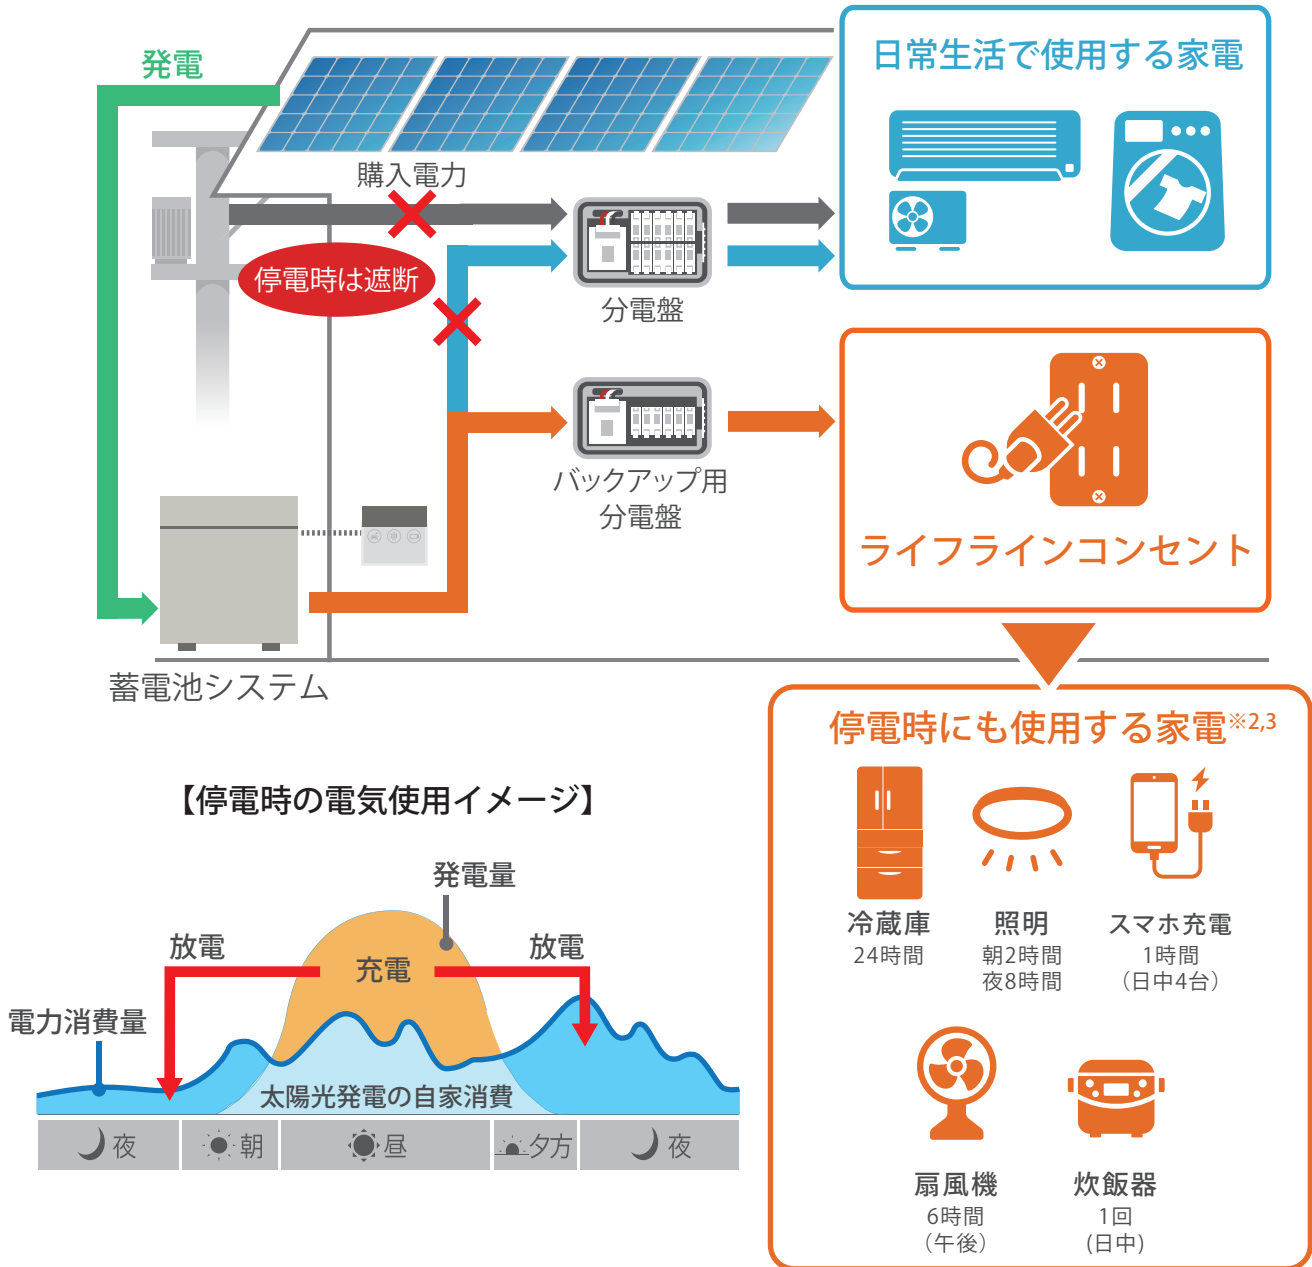 発電
日常生活で使用する家電
購入電力
停電時は遮断
分電盤
バックアップ用
分電盤
ライフラインコンセント
蓄電池システム
停電時にも使用する家電※2,3
冷蔵庫
24時間
照明
朝2時間
夜8時間
スマホ充電
1時間
（日中4台）
扇風機
6時間
（午後）
炊飯器
1回
(日中)
【停電時の電気使用イメージ】
発電量
放電
充電
放電
電力消費量
太陽光発電の自家消費
夜
朝
昼
夕方
夜